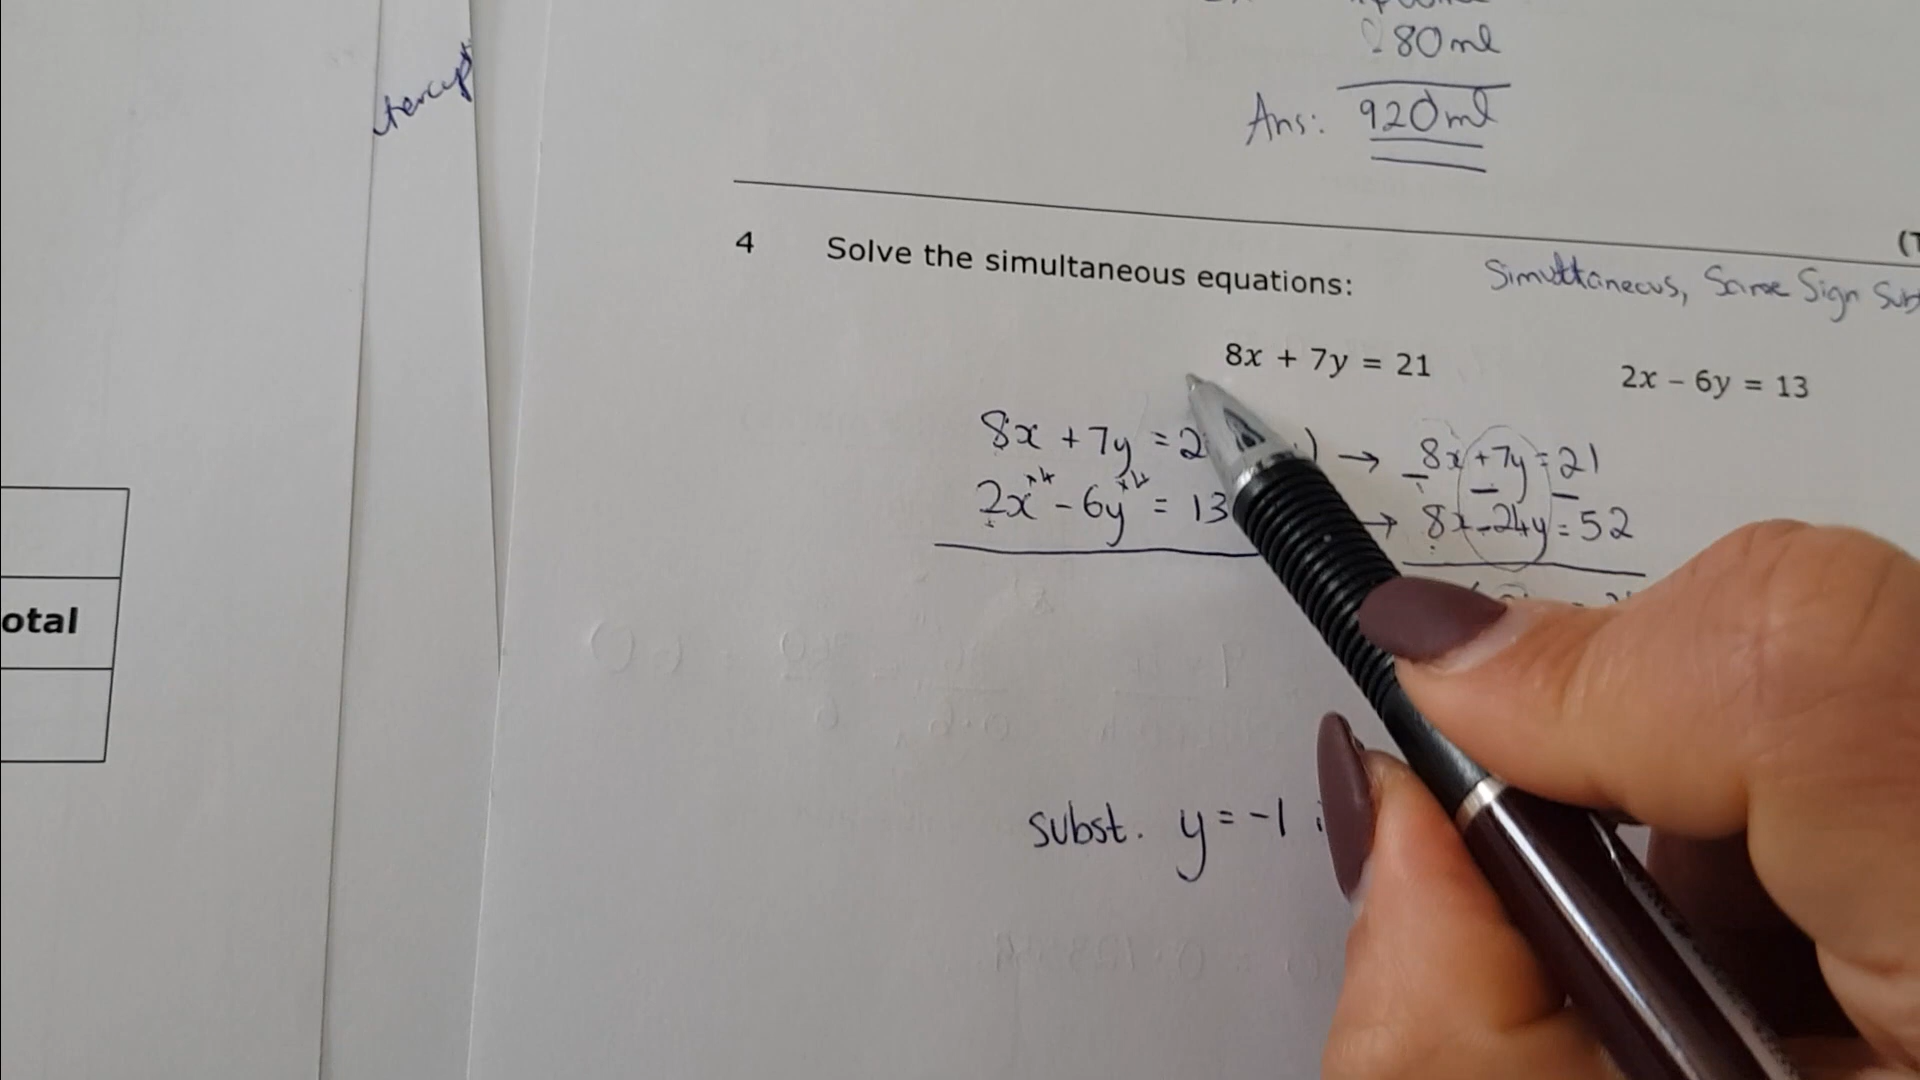 tercept
80ml
Ans: 920ml
otal
4 Solve the simultaneous equations:
Simultaneous, Same Sign Sub
8x + 7y = 21 2x – 6y = 13
8x + 7y = 2 → 8x + 7y = 21
2x - 6y = 13 → 8x - 24y = 52
subst. y = -1